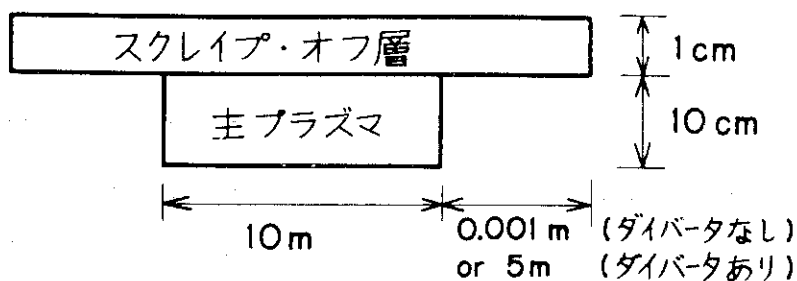 スクレイプ・オフ層
1cm
主プラズマ
10cm
10m
0.001m (ダイバータなし)
or 5m (ダイバータあり)